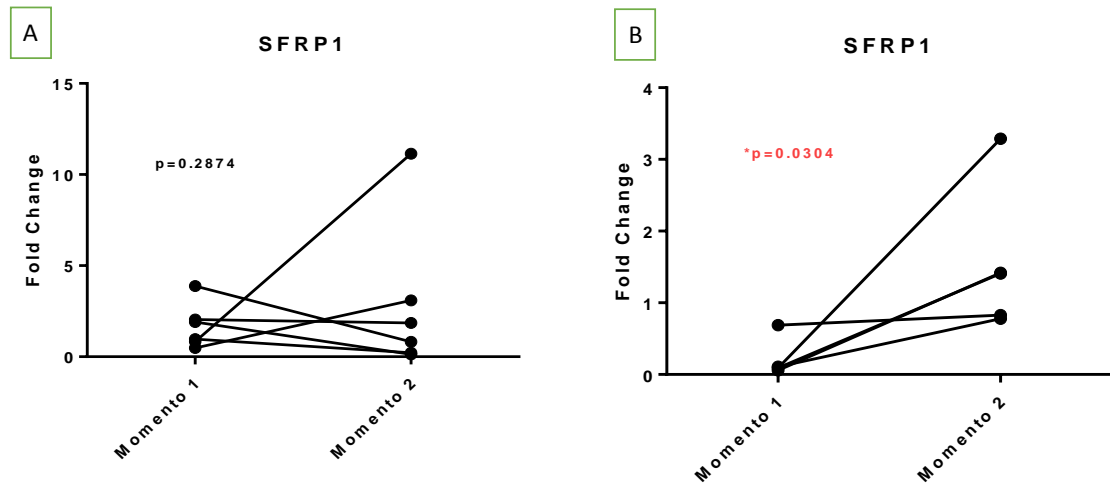 A
SFRP1
15
10
5
0
Fold Change
p=0.2874
Momento 1
Momento 2
B
SFRP1
4
3
2
1
0
Fold Change
*p=0.0304
Momento 1
Momento 2